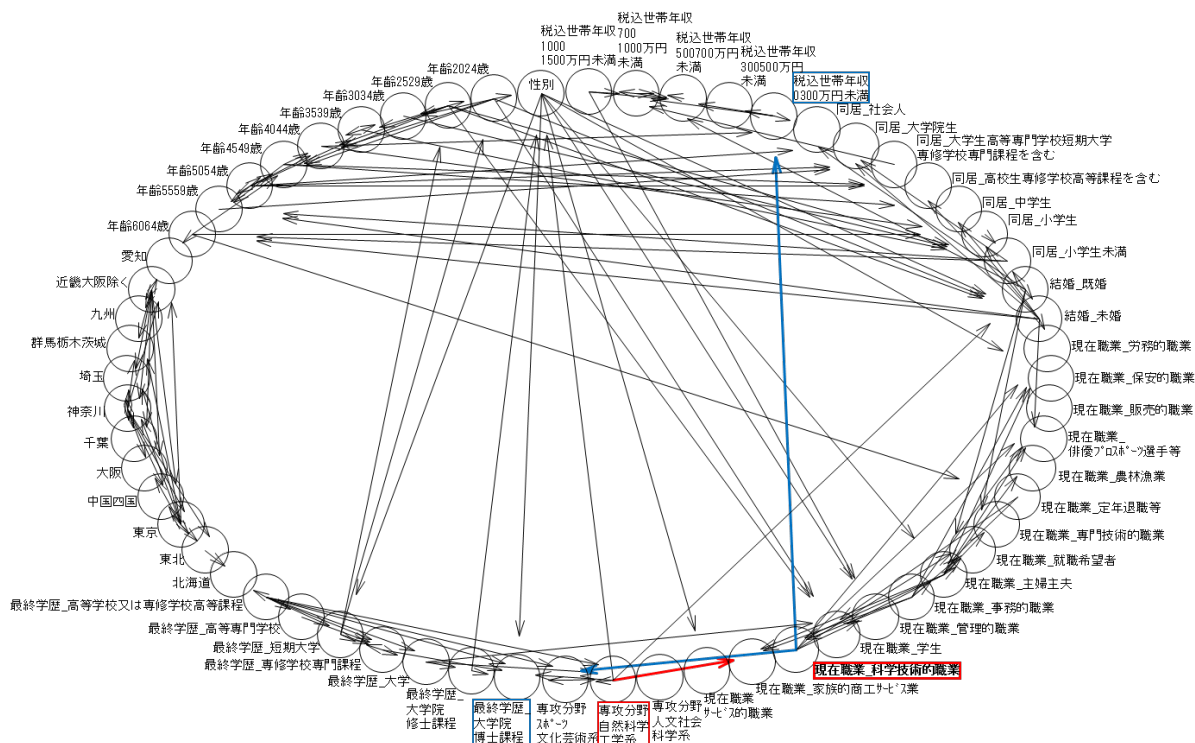 税込世帯年収
1000
1500万円未満
税込世帯年収
700
1000万円
未満
税込世帯年収
500700万円
未満
税込世帯年収
300500万円
未満
税込世帯年収
0300万円未満
同居_社会人
同居_大学院生
同居_大学生高等専門学校短期大学
専修学校専門課程を含む
同居_高校生専修学校高等課程を含む
同居_中学生
同居_小学生
同居_小学生未満
結婚_既婚
結婚_未婚
現在職業_労務的職業
現在職業_保安的職業
現在職業_販売的職業
現在職業_
俳優プロスポーツ選手等
現在職業_農林漁業
現在職業_定年退職等
現在職業_専門技術的職業
現在職業_就職希望者
現在職業_主婦主夫
現在職業_事務的職業
現在職業_管理的職業
現在職業_学生
現在職業_科学技術的職業
現在職業_家族的商工サービス業
現在職業
サービス的職業
専攻分野
人文社会
科学系
専攻分野
自然科学
工学系
専攻分野
スポーツ
文化芸術系
最終学歴_
大学院
博士課程
最終学歴_
大学院
修士課程
最終学歴_大学
最終学歴_専修学校専門課程
最終学歴_短期大学
最終学歴_高等専門学校
最終学歴_高等学校又は専修学校高等課程
北海道
東北
東京
中国四国
大阪
千葉
神奈川
埼玉
群馬栃木茨城
九州
近畿大阪除く
愛知
年齢6064歳
年齢5559歳
年齢5054歳
年齢4549歳
年齢4044歳
年齢3539歳
年齢3034歳
年齢2529歳
年齢2024歳
性別